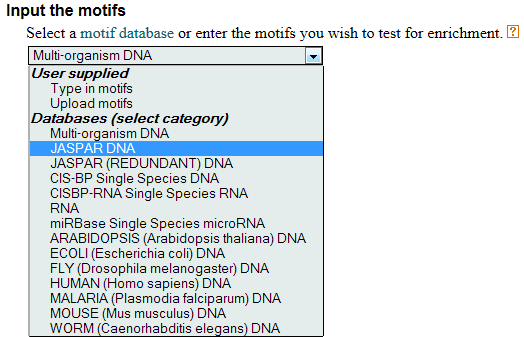 Input the motifs
Select a motif database or enter the motifs you wish to test for enrichment. ?
Multi-organism DNA
User supplied
Type in motifs
Upload motifs
Databases (select category)
Multi-organism DNA
JASPAR DNA
JASPAR (REDUNDANT) DNA
CIS-BP Single Species DNA
CISBP-RNA Single Species RNA
RNA
miRBase Single Species microRNA
ARABIDOPSIS (Arabidopsis thaliana) DNA
ECOLI (Escherichia coli) DNA
FLY (Drosophila melanogaster) DNA
HUMAN (Homo sapiens) DNA
MALARIA (Plasmodia falciparum) DNA
MOUSE (Mus musculus) DNA
WORM (Caenorhabditis elegans) DNA